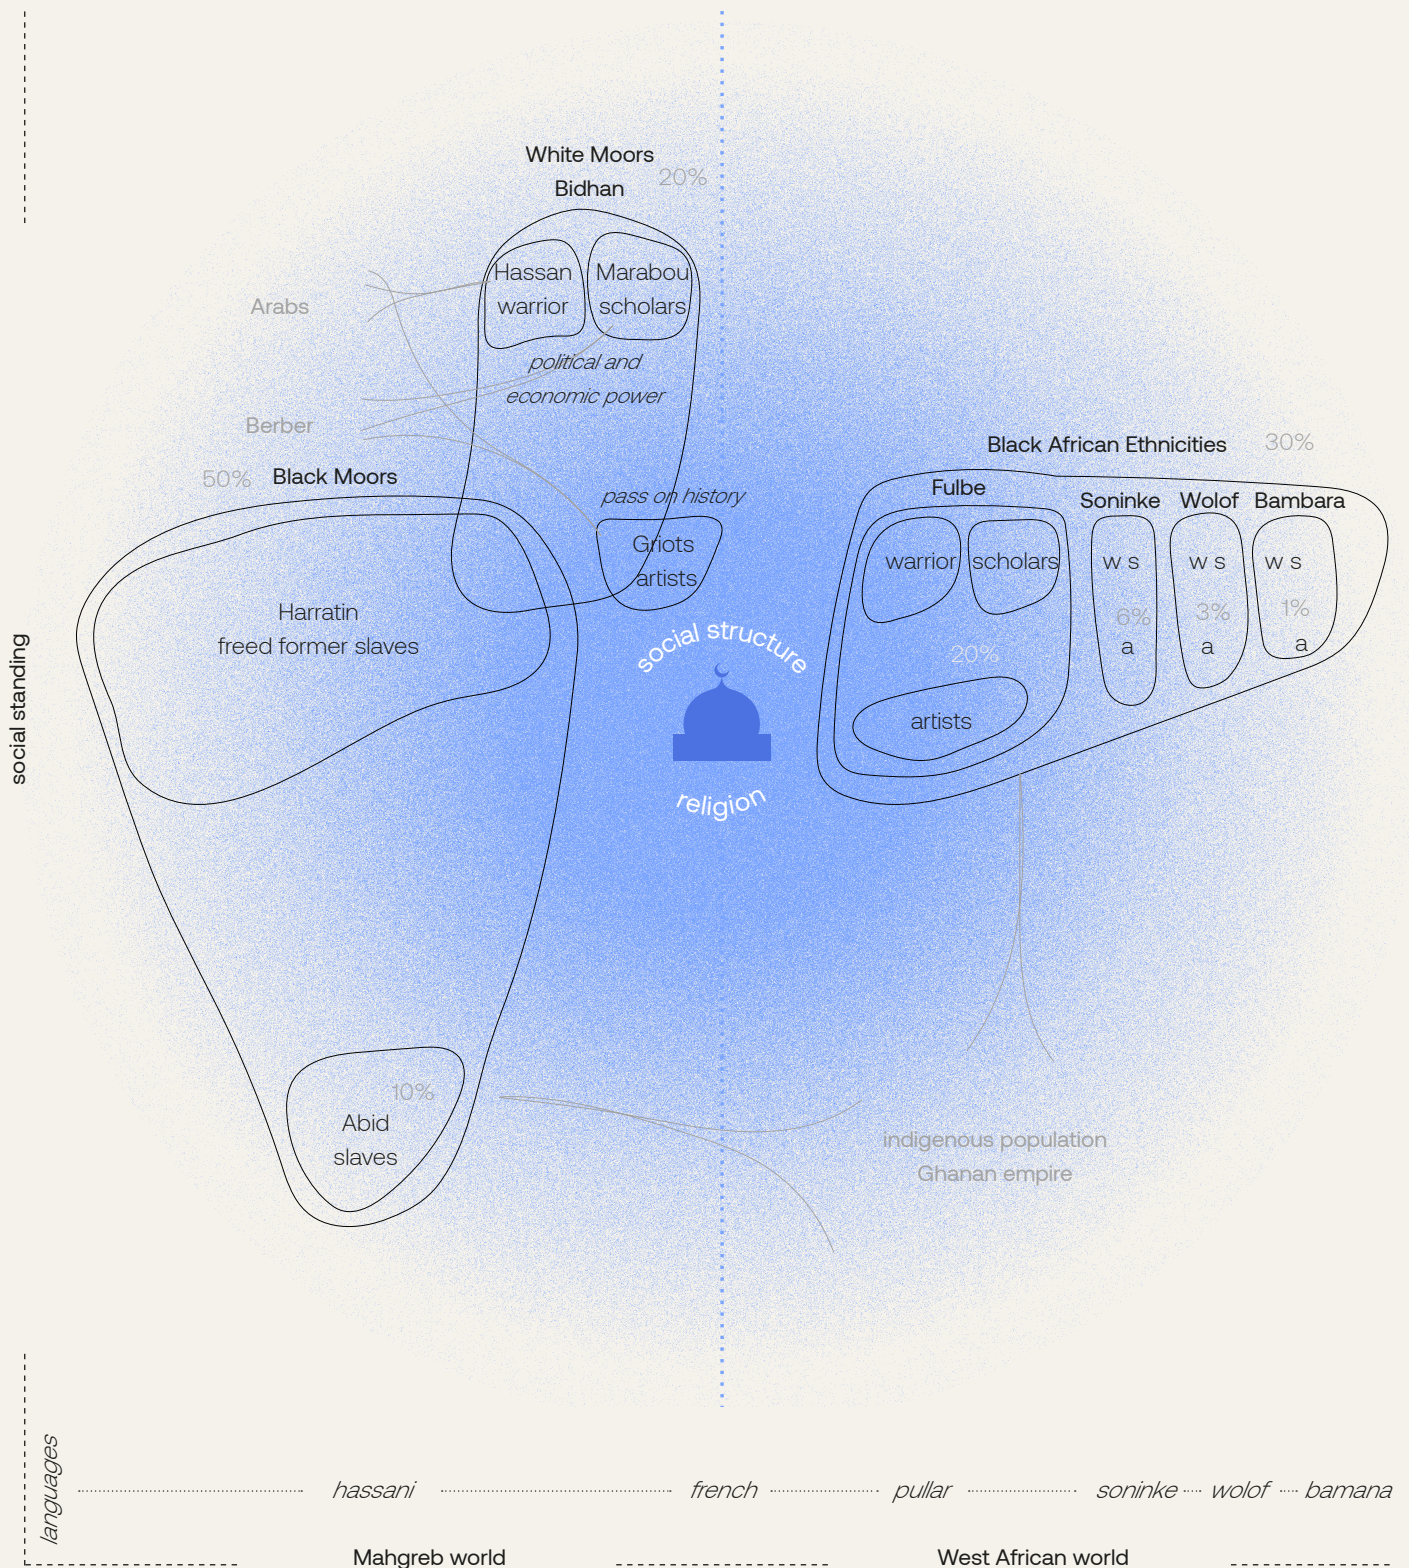 White Moors
Bidhan
20%
Hassan
warrior
Marabou
scholars
Arabs
political and
economic power
Berber
50%
Black Moors
pass on history
Griots
artists
Harratin
freed former slaves
Black African Ethnicities
30%
Fulbe
Soninke
Wolof
Bambara
warrior
scholars
w s
w s
w s
6%
3%
1%
20%
a
a
a
artists
social structure
religion
social standing
10%
Abid
slaves
indigenous population
Ghanan empire
languages
hassani
french
pullar
soninke
wolof
bamana
Mahgreb world
West African world